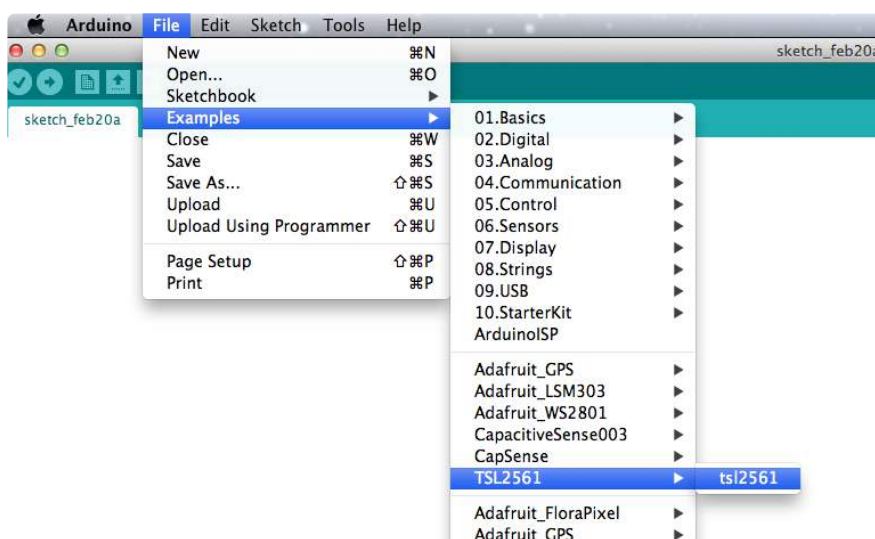 Arduino File Edit Sketch Tools Help
sketch_feb20a
New ⌘N
Open... ⌘O
Sketchbook ▶
Examples ▶
Close ⌘W
Save ⌘S
Save As... ⇧⌘S
Upload ⌘U
Upload Using Programmer ⇧⌘U
Page Setup ⇧⌘P
Print ⌘P
sketch_feb20a
01.Basics ▶
02.Digital ▶
03.Analog ▶
04.Communication ▶
05.Control ▶
06.Sensors ▶
07.Display ▶
08.Strings ▶
09.USB ▶
10.StarterKit ▶
ArduinoISP
Adafruit_GPS ▶
Adafruit_LSM303 ▶
Adafruit_WS2801 ▶
CapacitiveSense003 ▶
CapSense ▶
TSL2561 ▶ tsl2561
Adafruit_FloraPixel ▶
Adafruit_GPS ▶